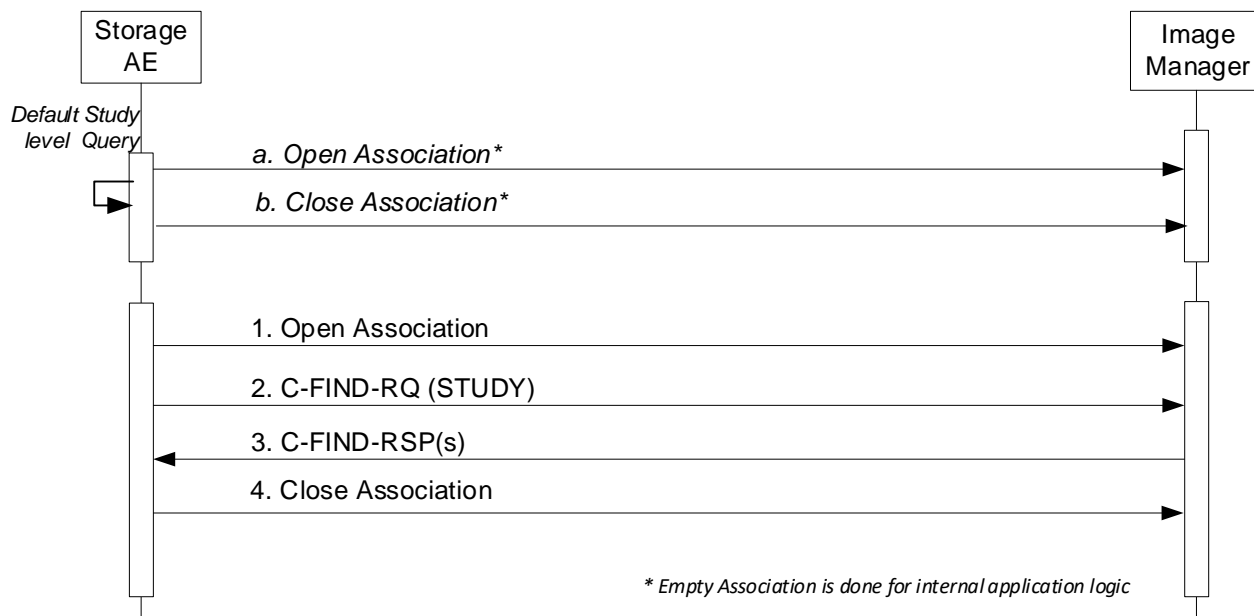 Storage
AE
Image
Manager
Default Study
level Query
a. Open Association*
b. Close Association*
1. Open Association
2. C-FIND-RQ (STUDY)
3. C-FIND-RSP(s)
4. Close Association
* Empty Association is done for internal application logic